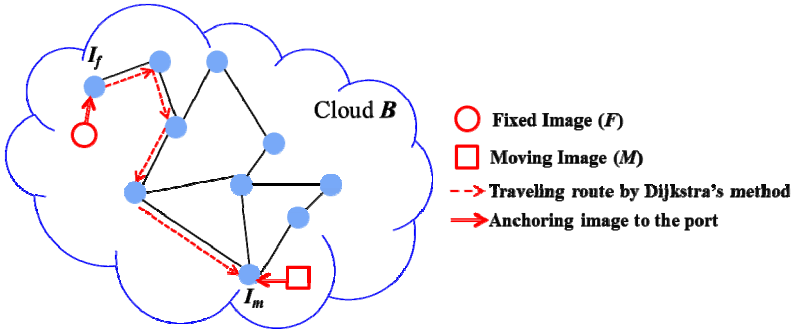 I_f
Cloud B
Fixed Image (F)
Moving Image (M)
Traveling route by Dijkstra's method
Anchoring image to the port
I_m